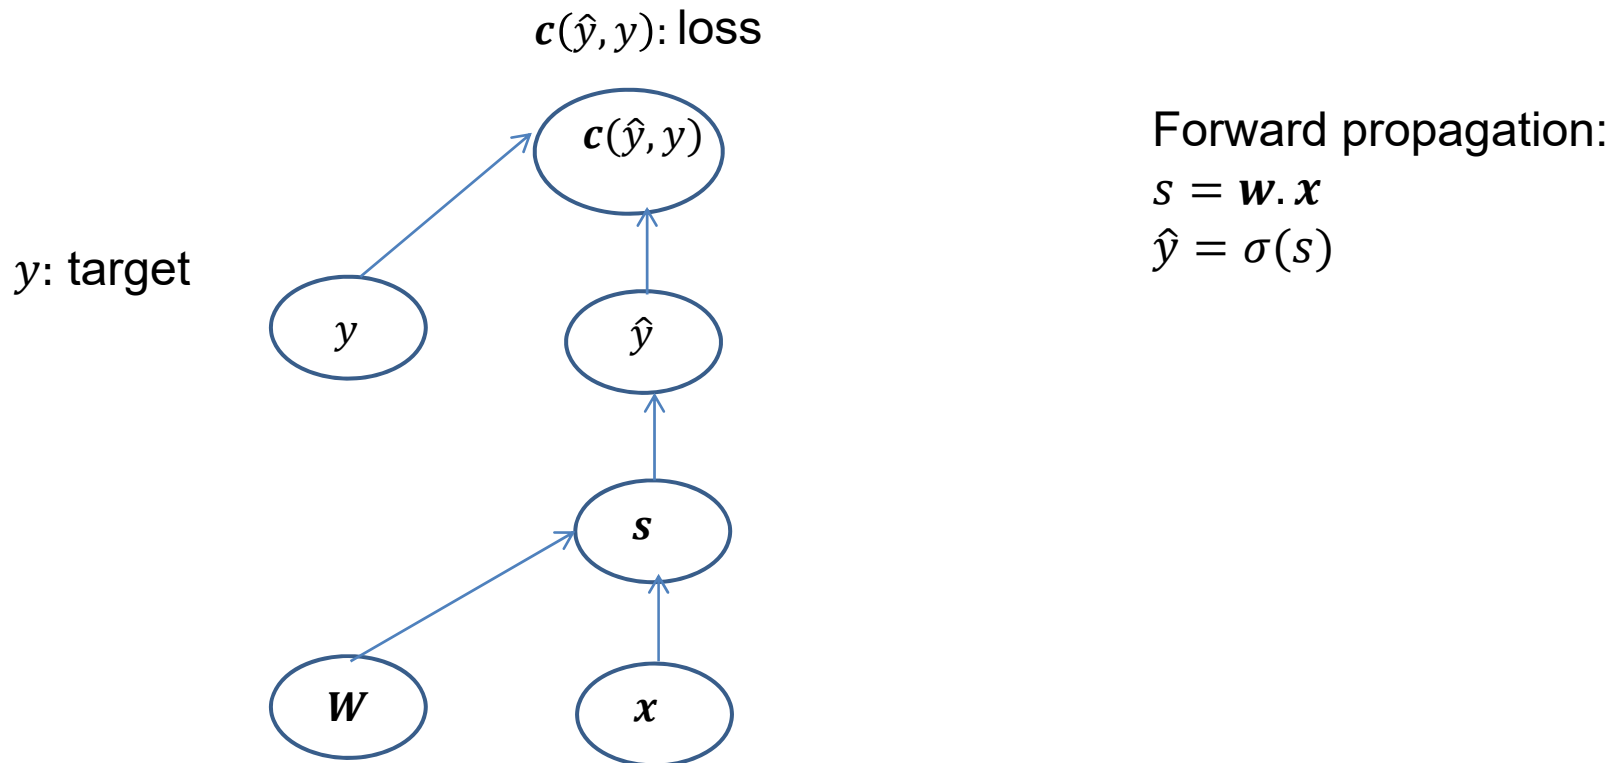 c(ŷ, y): loss
c(ŷ, y)
Forward propagation:
s = w. x
ŷ = σ(s)
y: target
y
ŷ
s
W
x